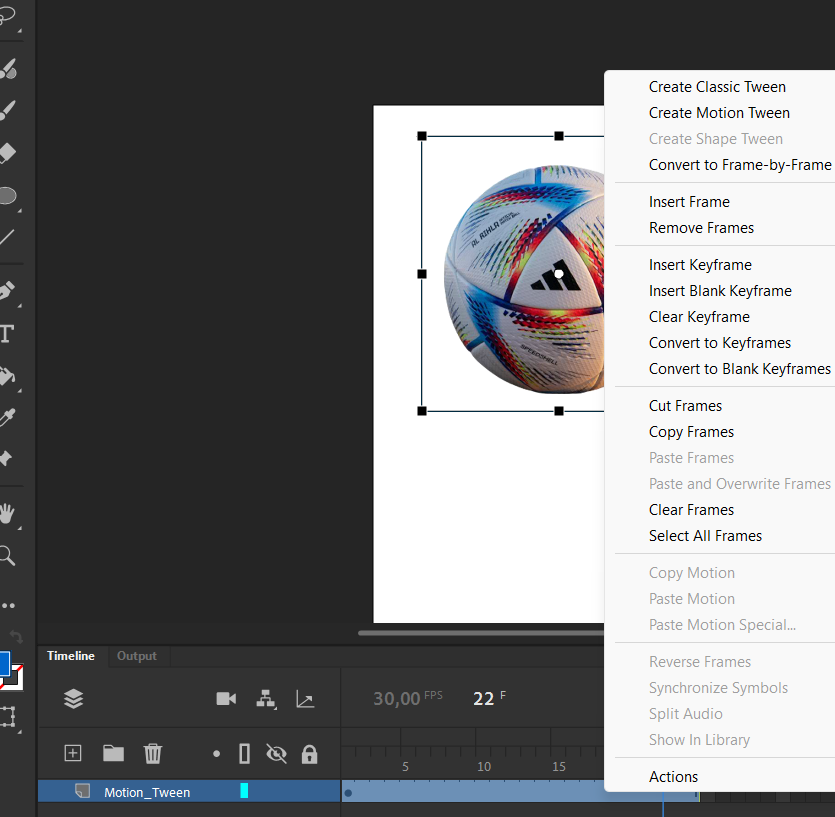 Create Classic Tween
Create Motion Tween
Create Shape Tween
Convert to Frame-by-Frame
Insert Frame
Remove Frames
Insert Keyframe
Insert Blank Keyframe
Clear Keyframe
Convert to Keyframes
Convert to Blank Keyframes
Cut Frames
Copy Frames
Paste Frames
Paste and Overwrite Frames
Clear Frames
Select All Frames
Copy Motion
Paste Motion
Paste Motion Special...
Reverse Frames
Synchronize Symbols
Split Audio
Show In Library
Actions
AL RIHLA
SPEEDSHELL
Timeline Output
30,00 FPS 22 F
5 10 15
Motion_Tween